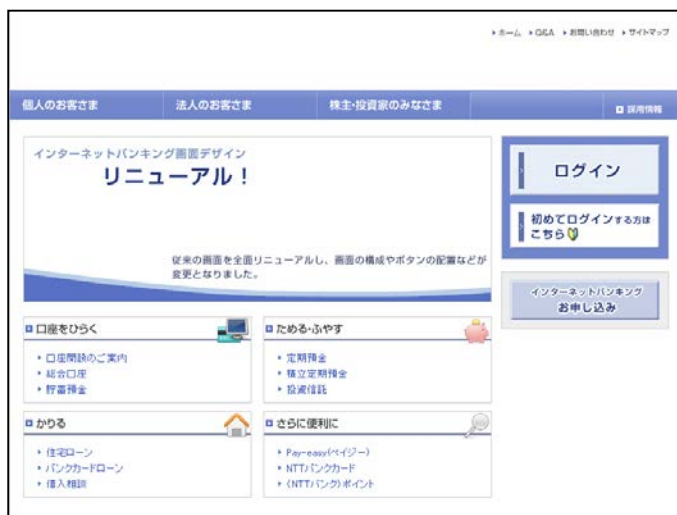 ホーム Q&A お問い合わせ サイトマップ
個人のお客さま 法人のお客さま 株主・投資家のみなさま 採用情報
インターネットバンキング画面デザイン
リニューアル！
従来の画面を全面リニューアルし、画面の構成やボタンの配置などが
変更となりました。
ログイン
初めてログインする方は
こちら
インターネットバンキング
お申し込み
口座をひらく
口座開設のご案内
総合口座
貯蓄預金
ためる・ふやす
定期預金
積立定期預金
投資信託
かりる
住宅ローン
バンクカードローン
借入相談
さらに便利に
Pay-easy(ペイジー)
NTTバンクカード
〈NTTバンク〉ポイント